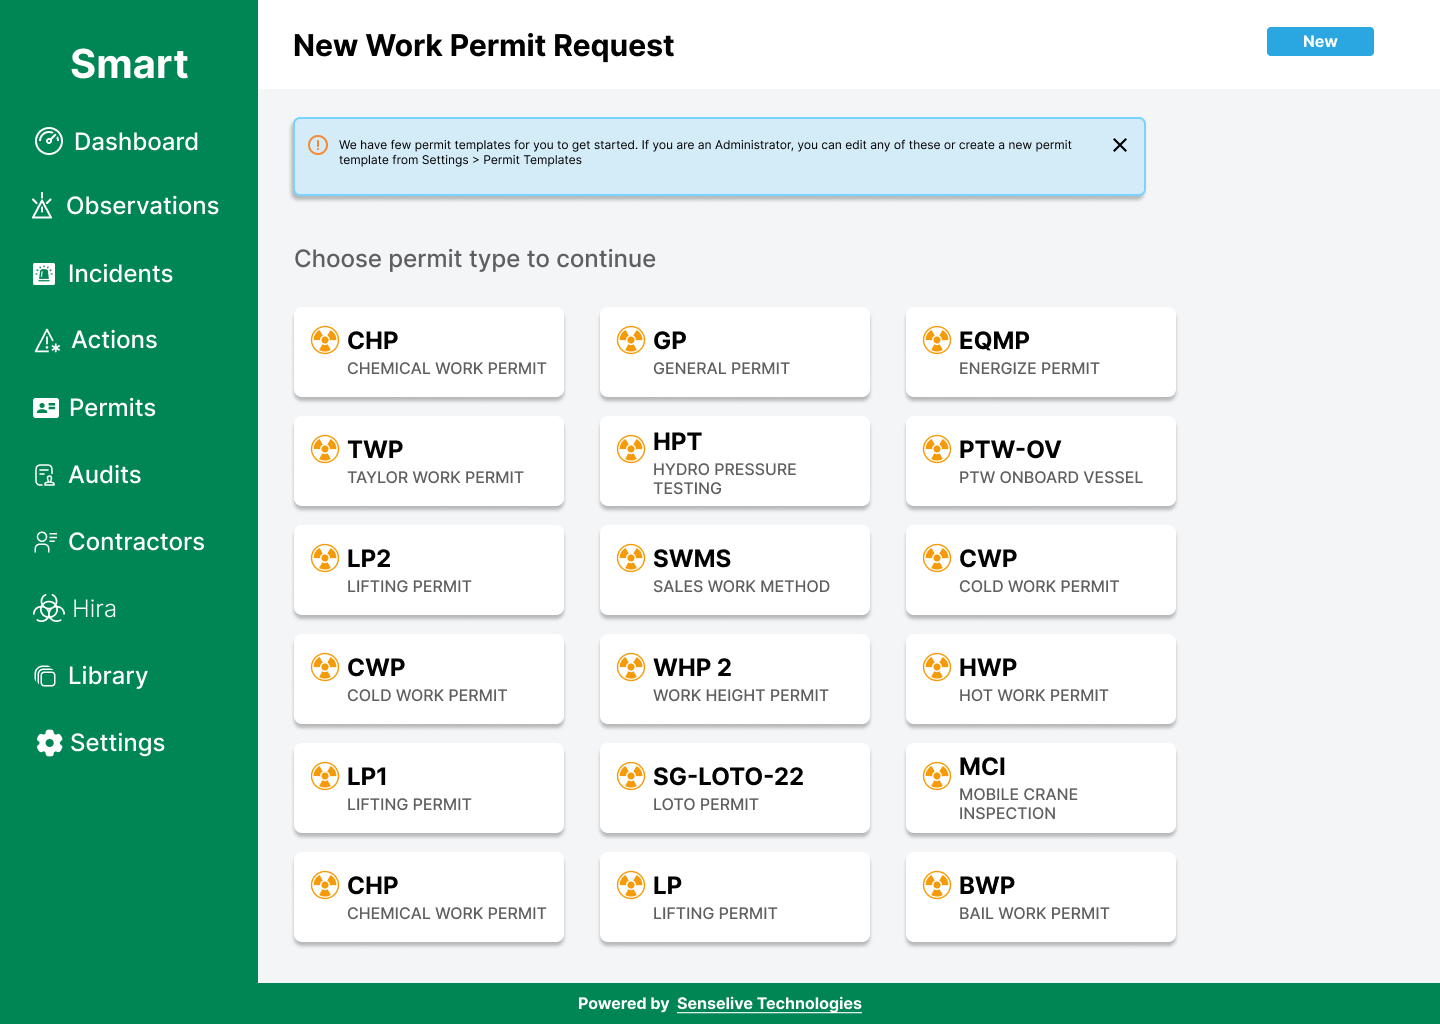 Smart
Dashboard
Observations
Incidents
Actions
Permits
Audits
Contractors
Hira
Library
Settings
New Work Permit Request
New
We have few permit templates for you to get started. If you are an Administrator, you can edit any of these or create a new permit
template from Settings > Permit Templates
Choose permit type to continue
CHP
CHEMICAL WORK PERMIT
GP
GENERAL PERMIT
EQMP
ENERGIZE PERMIT
TWP
TAYLOR WORK PERMIT
HPT
HYDRO PRESSURE
TESTING
PTW-OV
PTW ONBOARD VESSEL
LP2
LIFTING PERMIT
SWMS
SALES WORK METHOD
CWP
COLD WORK PERMIT
CWP
COLD WORK PERMIT
WHP 2
WORK HEIGHT PERMIT
HWP
HOT WORK PERMIT
LP1
LIFTING PERMIT
SG-LOTO-22
LOTO PERMIT
MCI
MOBILE CRANE
INSPECTION
CHP
CHEMICAL WORK PERMIT
LP
LIFTING PERMIT
BWP
BAIL WORK PERMIT
Powered by Senselive Technologies